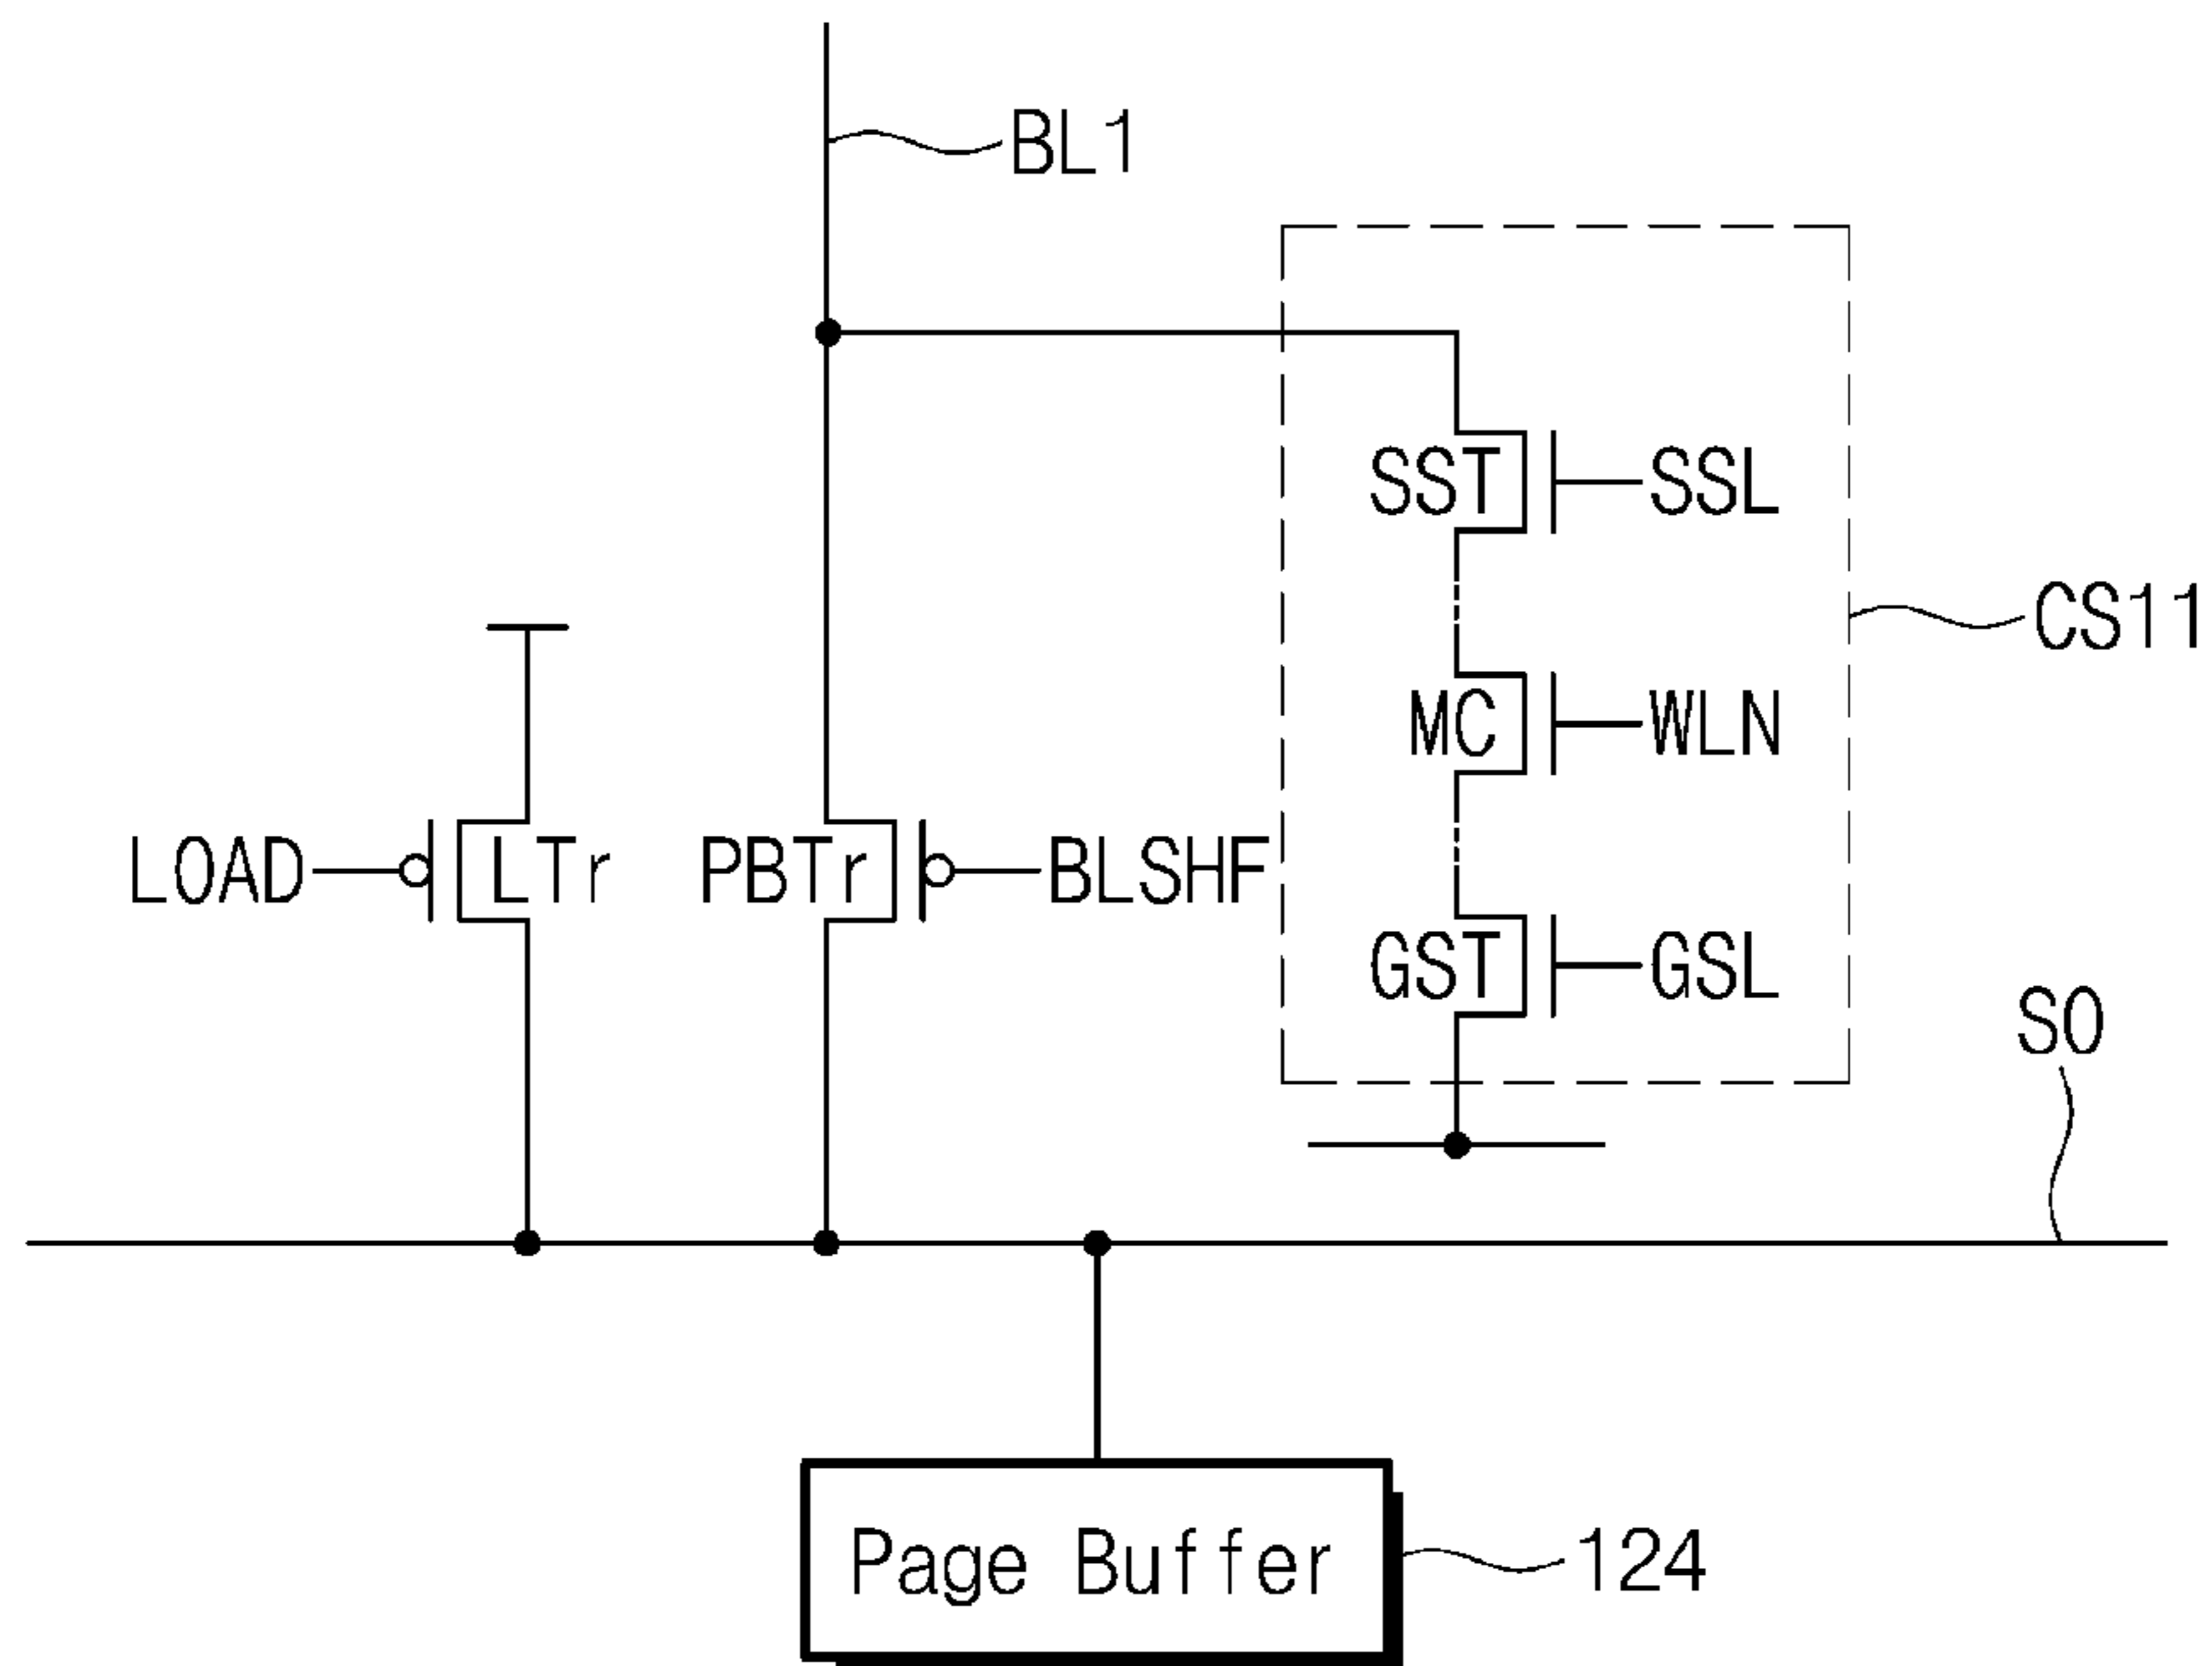 BL1
SST
SSL
CS11
MC
WLN
LOAD
LTr
PBTr
BLSHF
GST
GSL
SO
Page Buffer
124